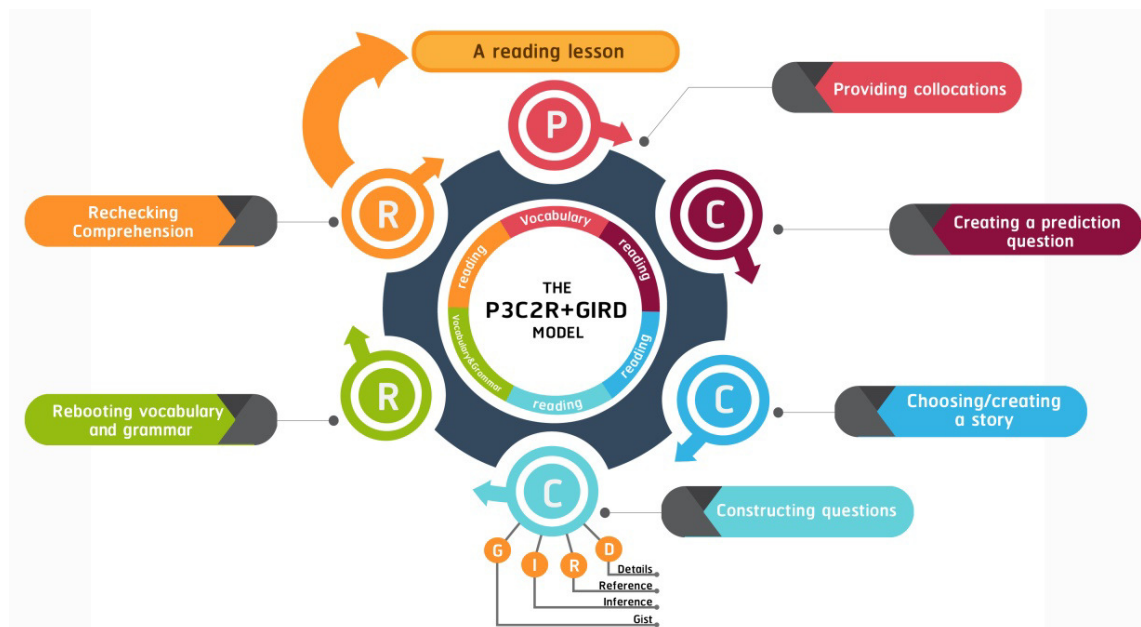 A reading lesson
P
Providing collocations
C
Creating a prediction
question
C
Choosing/creating
a story
C
Constructing questions
G
I
R
D
Details
Reference
Inference
Gist
R
Rebooting vocabulary
and grammar
R
Rechecking
Comprehension
Vocabulary
reading
reading
reading
Vocabulary&Grammar
reading
THE
P3C2R+GIRD
MODEL